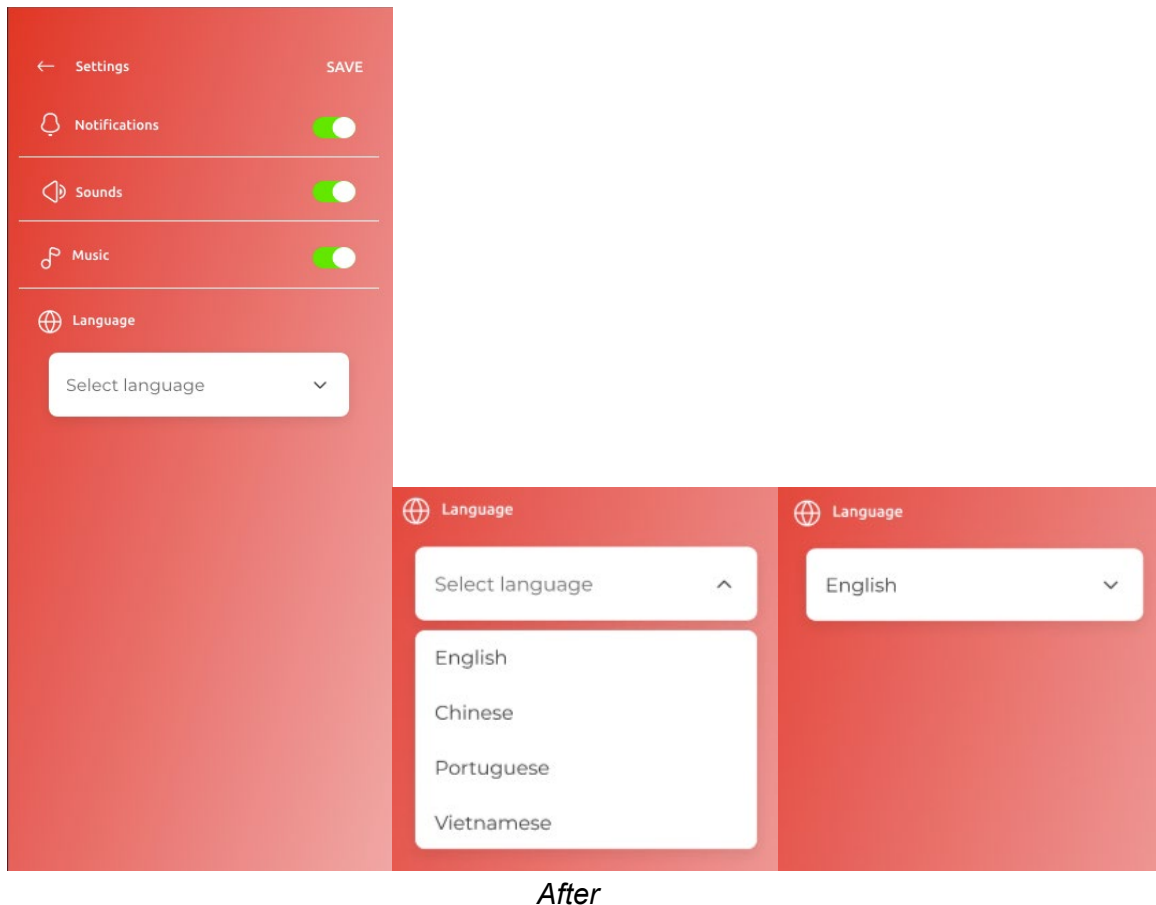 Settings SAVE
Notifications
Sounds
Music
Language
Select language
Language
Select language
English
Chinese
Portuguese
Vietnamese
Language
English
After